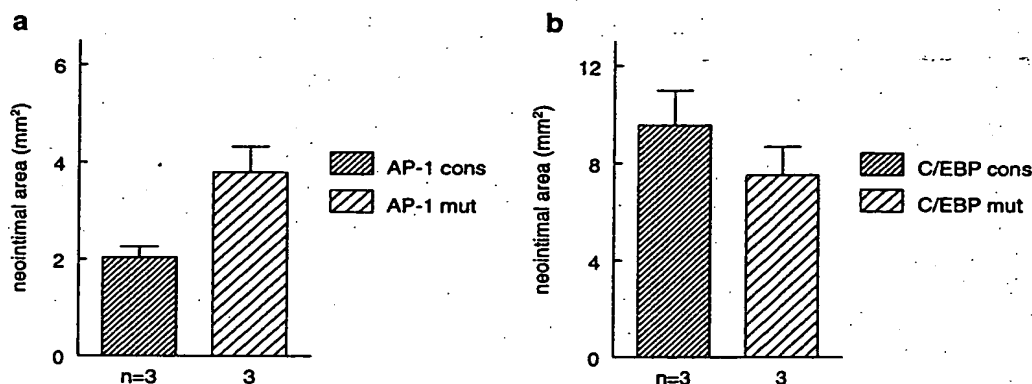 a
neointimal area (mm²)
6
4
2
0
n=3
3
AP-1 cons
AP-1 mut
b
neointimal area (mm²)
12
8
4
0
n=3
3
C/EBP cons
C/EBP mut